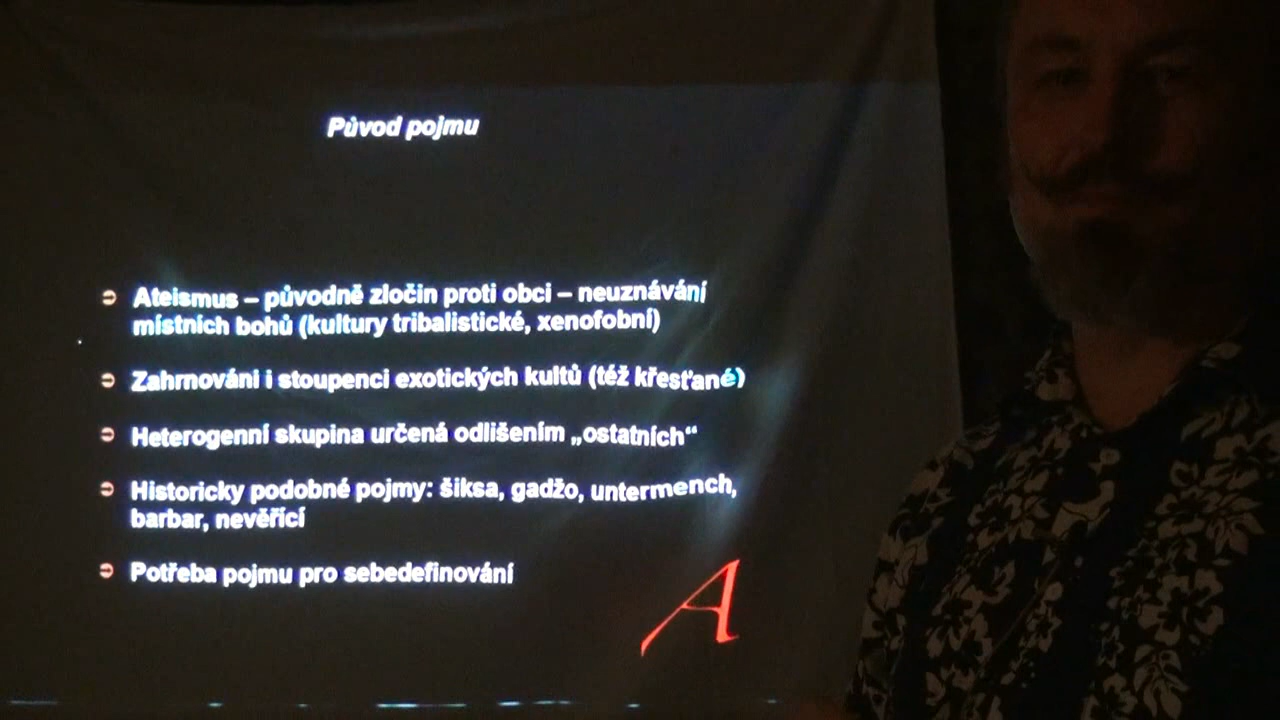 Původ pojmu
Ateismus – původně zločin proti obci – neuznávání
místních bohů (kultury tribalistické, xenofobní)
Zahrnováni i stoupenci exotických kultů (též křesťané)
Heterogenní skupina určená odlišením „ostatních“
Historicky podobné pojmy: šiksa, gadžo, untermench,
barbar, nevěřící
Potřeba pojmu pro sebedefinování
A